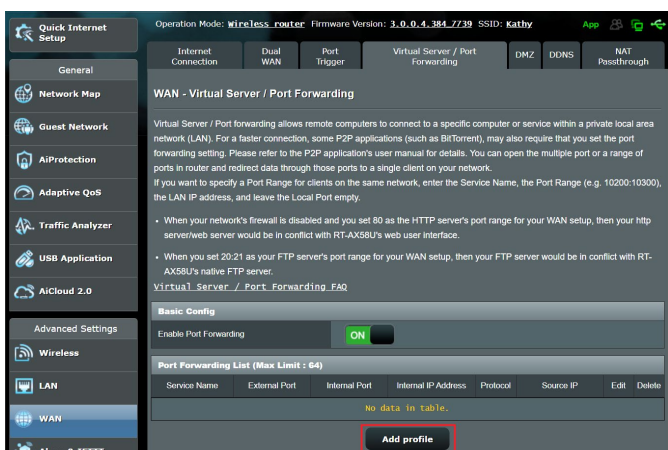 Quick Internet
Setup
Operation Mode: Wireless router Firmware Version: 3.0.0.4.384_7739 SSID: Kathy
App
General
Network Map
Guest Network
AiProtection
Adaptive QoS
Traffic Analyzer
USB Application
AiCloud 2.0
Advanced Settings
Wireless
LAN
WAN
Internet
Connection
Dual
WAN
Port
Trigger
Virtual Server / Port
Forwarding
DMZ
DDNS
NAT
Passthrough
WAN - Virtual Server / Port Forwarding
Virtual Server / Port forwarding allows remote computers to connect to a specific computer or service within a private local area
network (LAN). For a faster connection, some P2P applications (such as BitTorrent), may also require that you set the port
forwarding setting. Please refer to the P2P application's user manual for details. You can open the multiple port or a range of
ports in router and redirect data through those ports to a single client on your network.
If you want to specify a Port Range for clients on the same network, enter the Service Name, the Port Range (e.g. 10200:10300),
the LAN IP address, and leave the Local Port empty.
• When your network's firewall is disabled and you set 80 as the HTTP server's port range for your WAN setup, then your http
server/web server would be in conflict with RT-AX58U's web user interface.
• When you set 20:21 as your FTP server's port range for your WAN setup, then your FTP server would be in conflict with RT-
AX58U's native FTP server.
Virtual Server / Port Forwarding FAQ
Basic Config
Enable Port Forwarding
ON
Port Forwarding List (Max Limit : 64)
Service Name External Port Internal Port Internal IP Address Protocol Source IP Edit Delete
No data in table.
Add profile